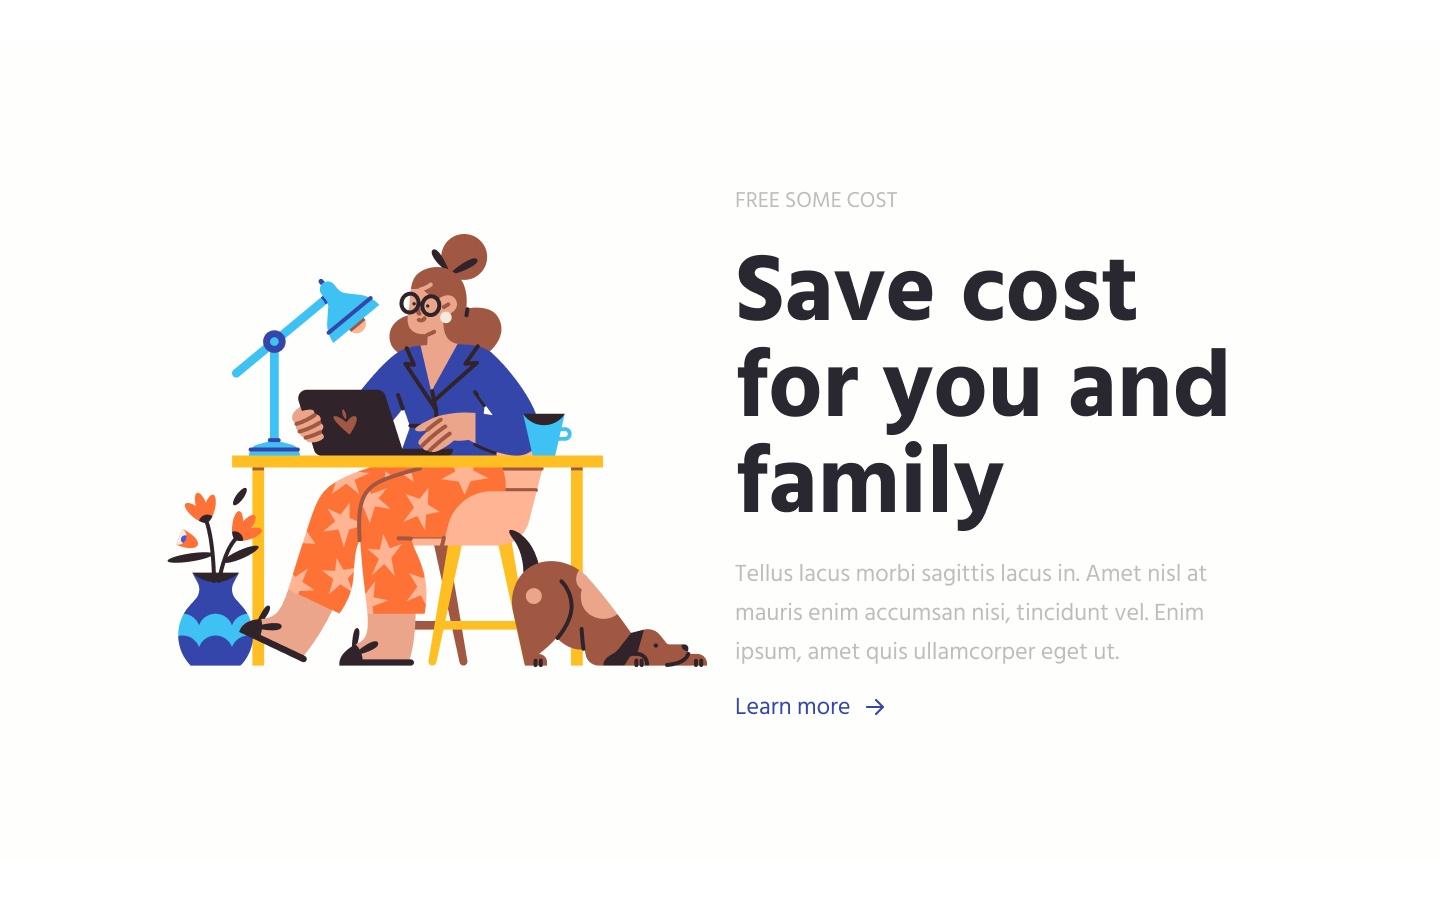 FREE SOME COST
Save cost
for you and
family
Tellus lacus morbi sagittis lacus in. Amet nisl at
mauris enim accumsan nisi, tincidunt vel. Enim
ipsum, amet quis ullamcorper eget ut.
Learn more